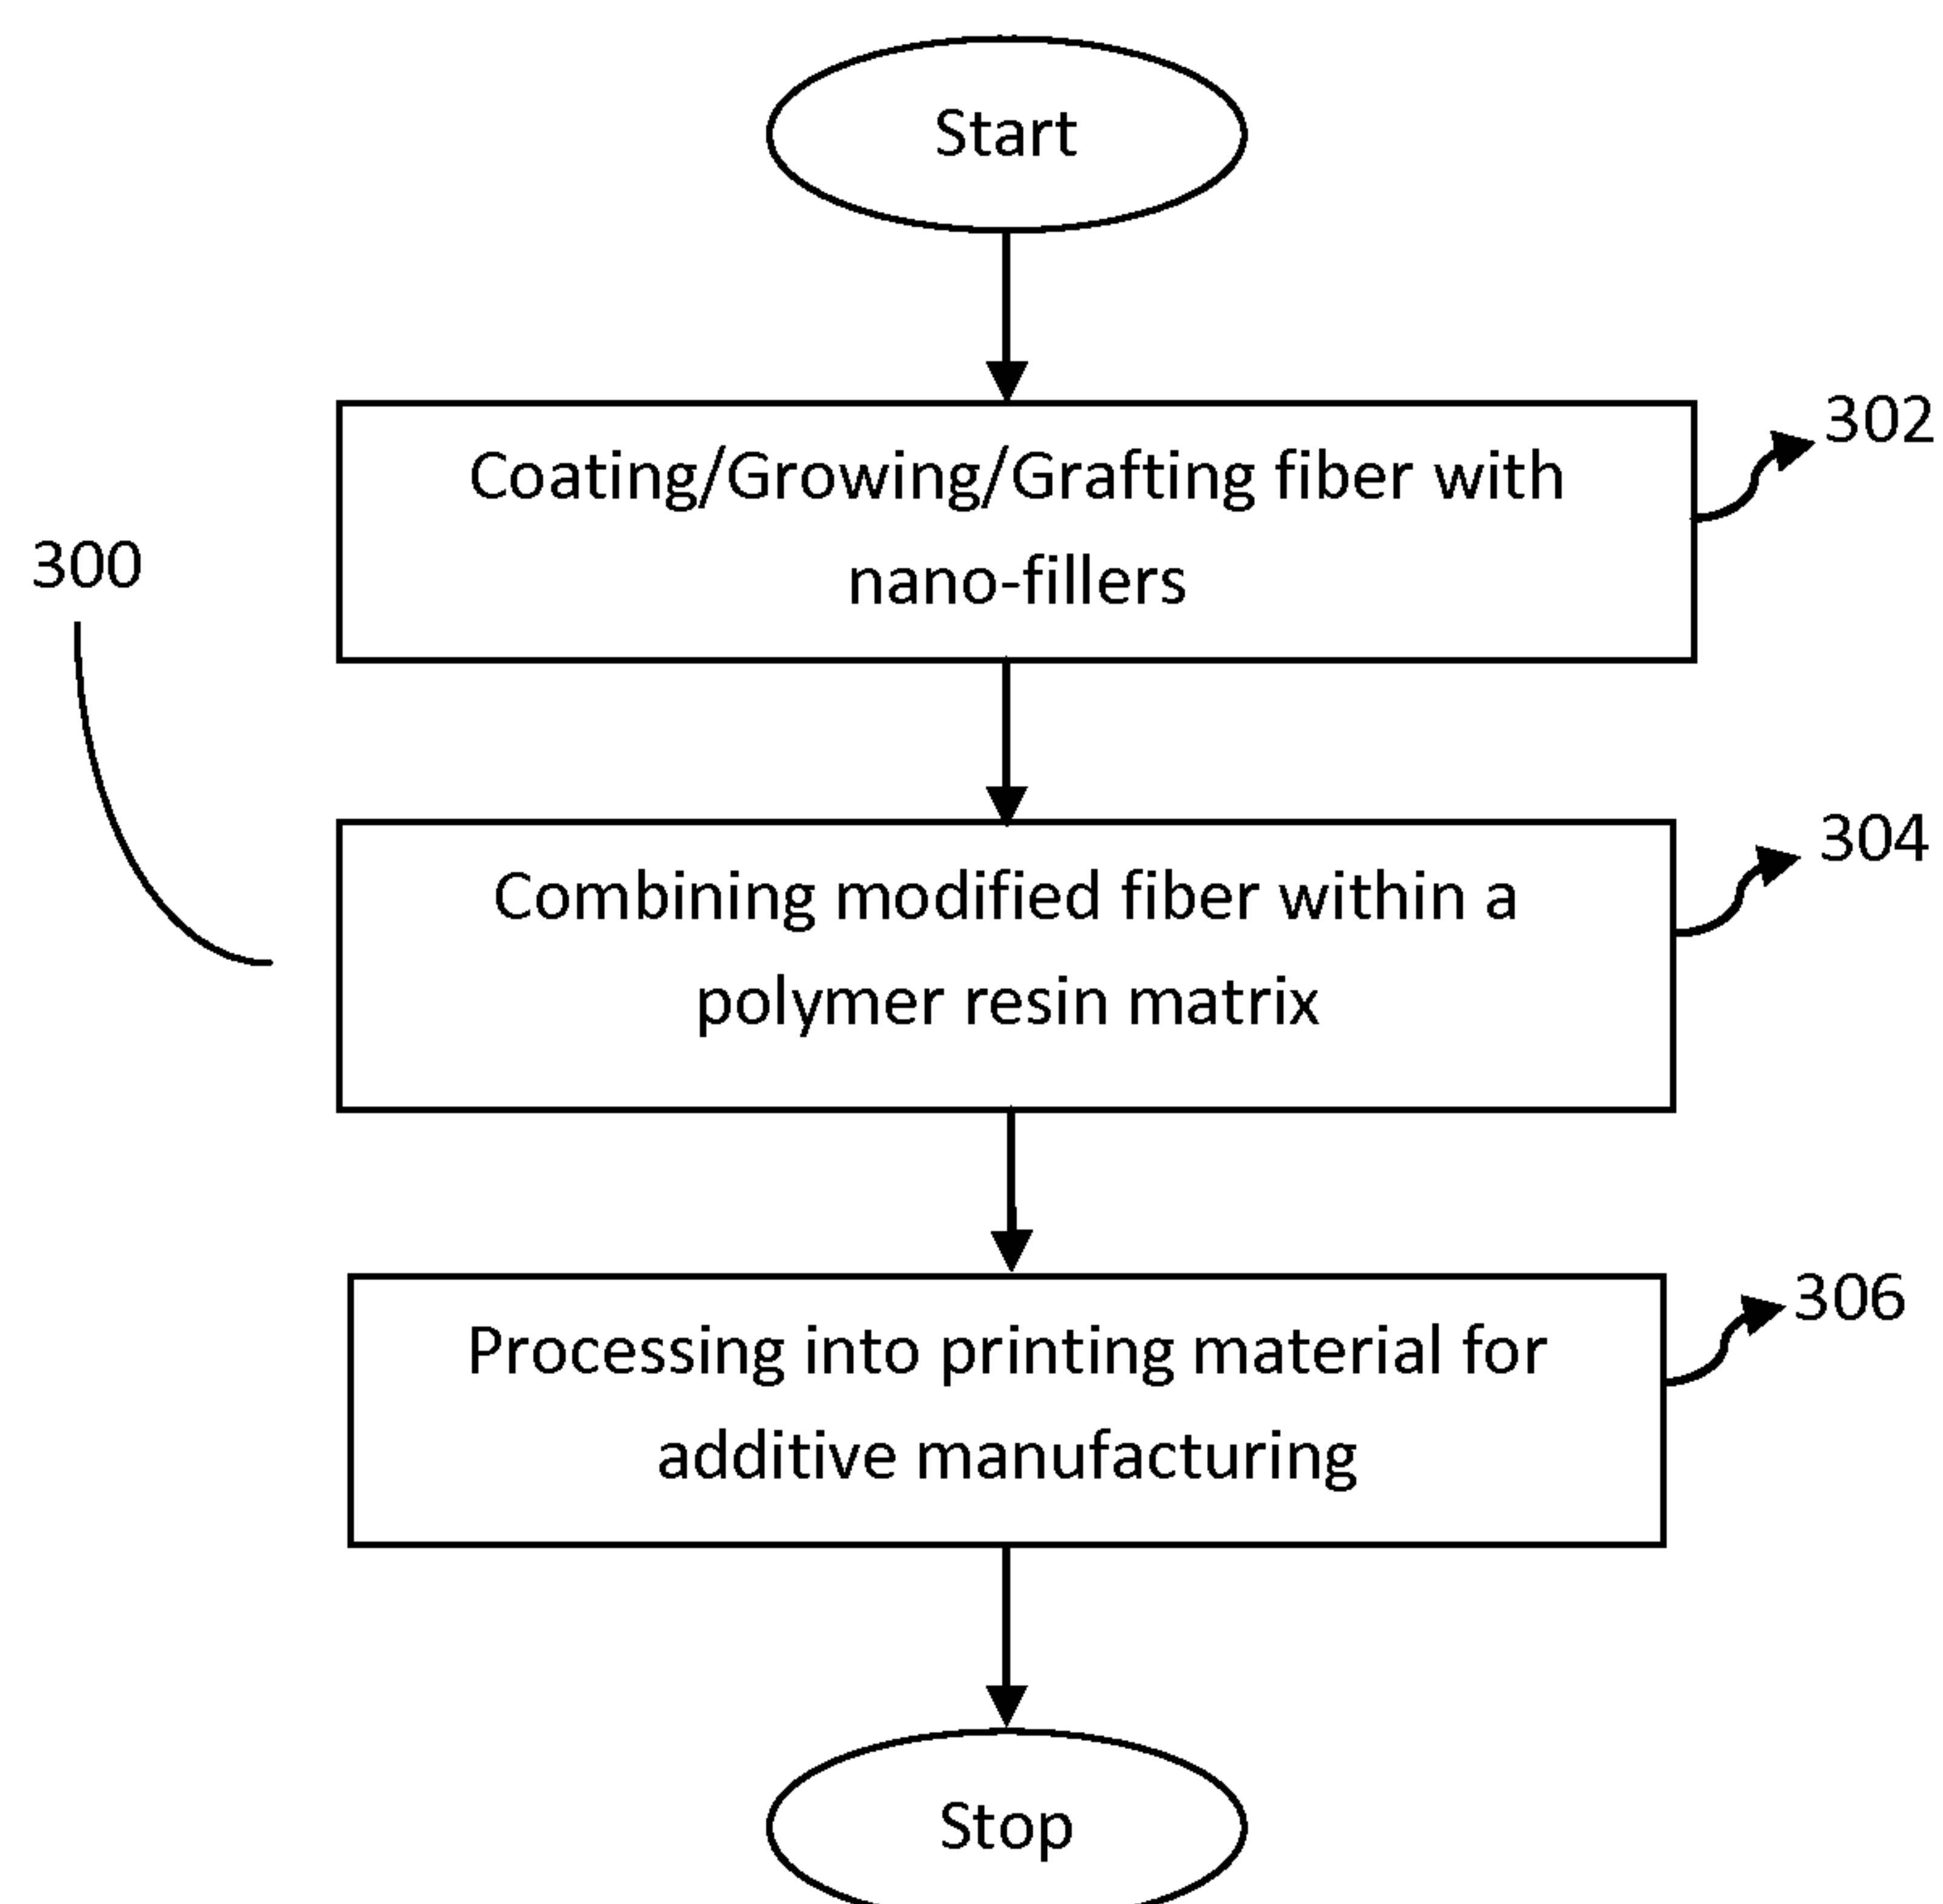 Start
302
Coating/Growing/Grafting fiber with
nano-fillers
300
304
Combining modified fiber within a
polymer resin matrix
306
Processing into printing material for
additive manufacturing
Stop